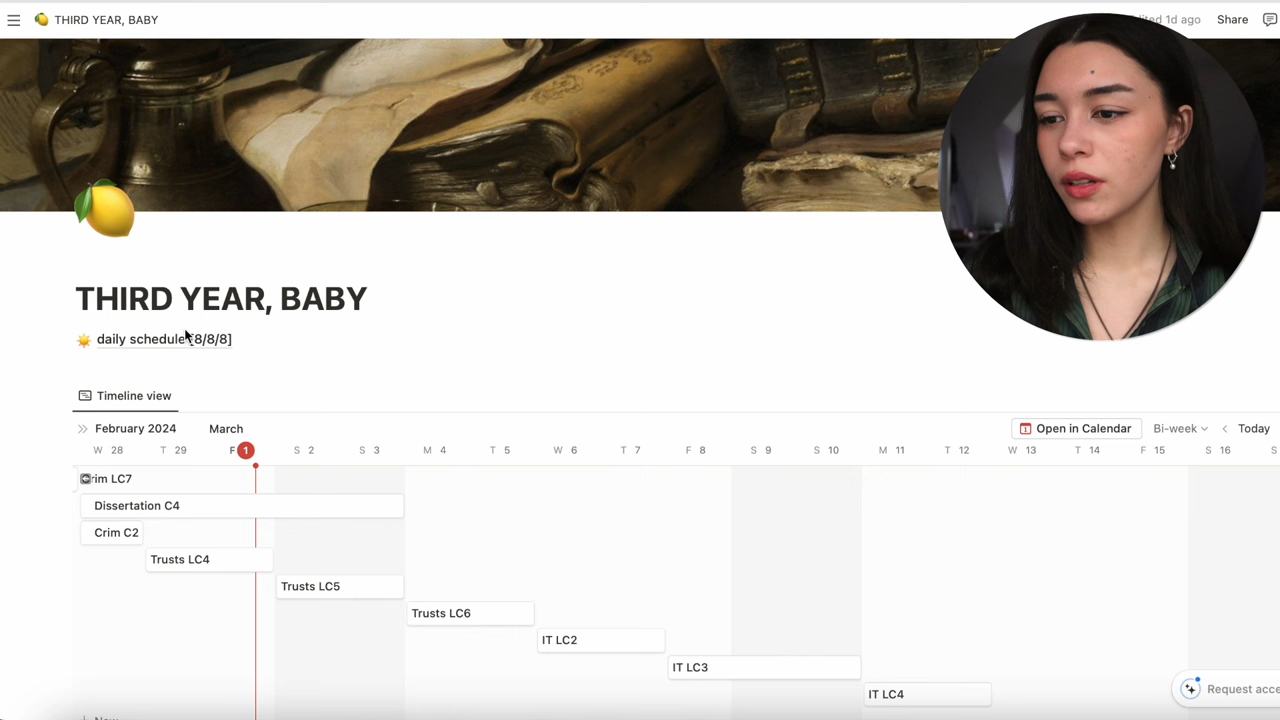 THIRD YEAR, BABY
1d ago Share
THIRD YEAR, BABY
daily schedule [8/8/8]
Timeline view
February 2024 March Open in Calendar Bi-week Today
W 28 T 29 F 1 S 2 S 3 M 4 T 5 W 6 T 7 F 8 S 9 S 10 M 11 T 12 W 13 T 14 F 15 S 16 S
LC7
Dissertation C4
Crim C2
Trusts LC4
Trusts LC5
Trusts LC6
IT LC2
IT LC3
IT LC4
Request